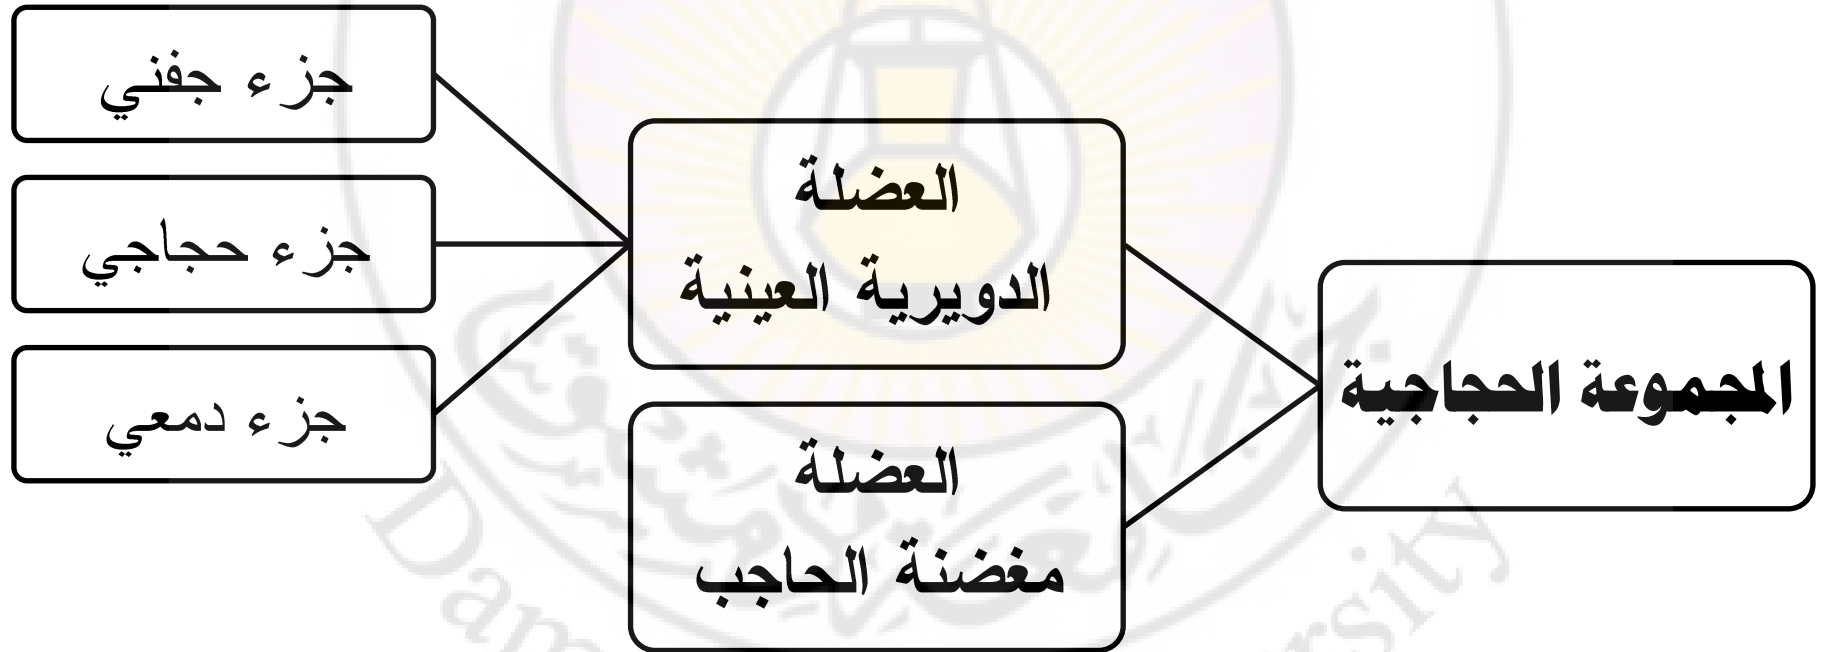 المجموعة الحجاجية
العضلة
الدويرية العينية
جزء جفني
جزء حجاجي
جزء دمعي
العضلة
مغضنة الحاجب